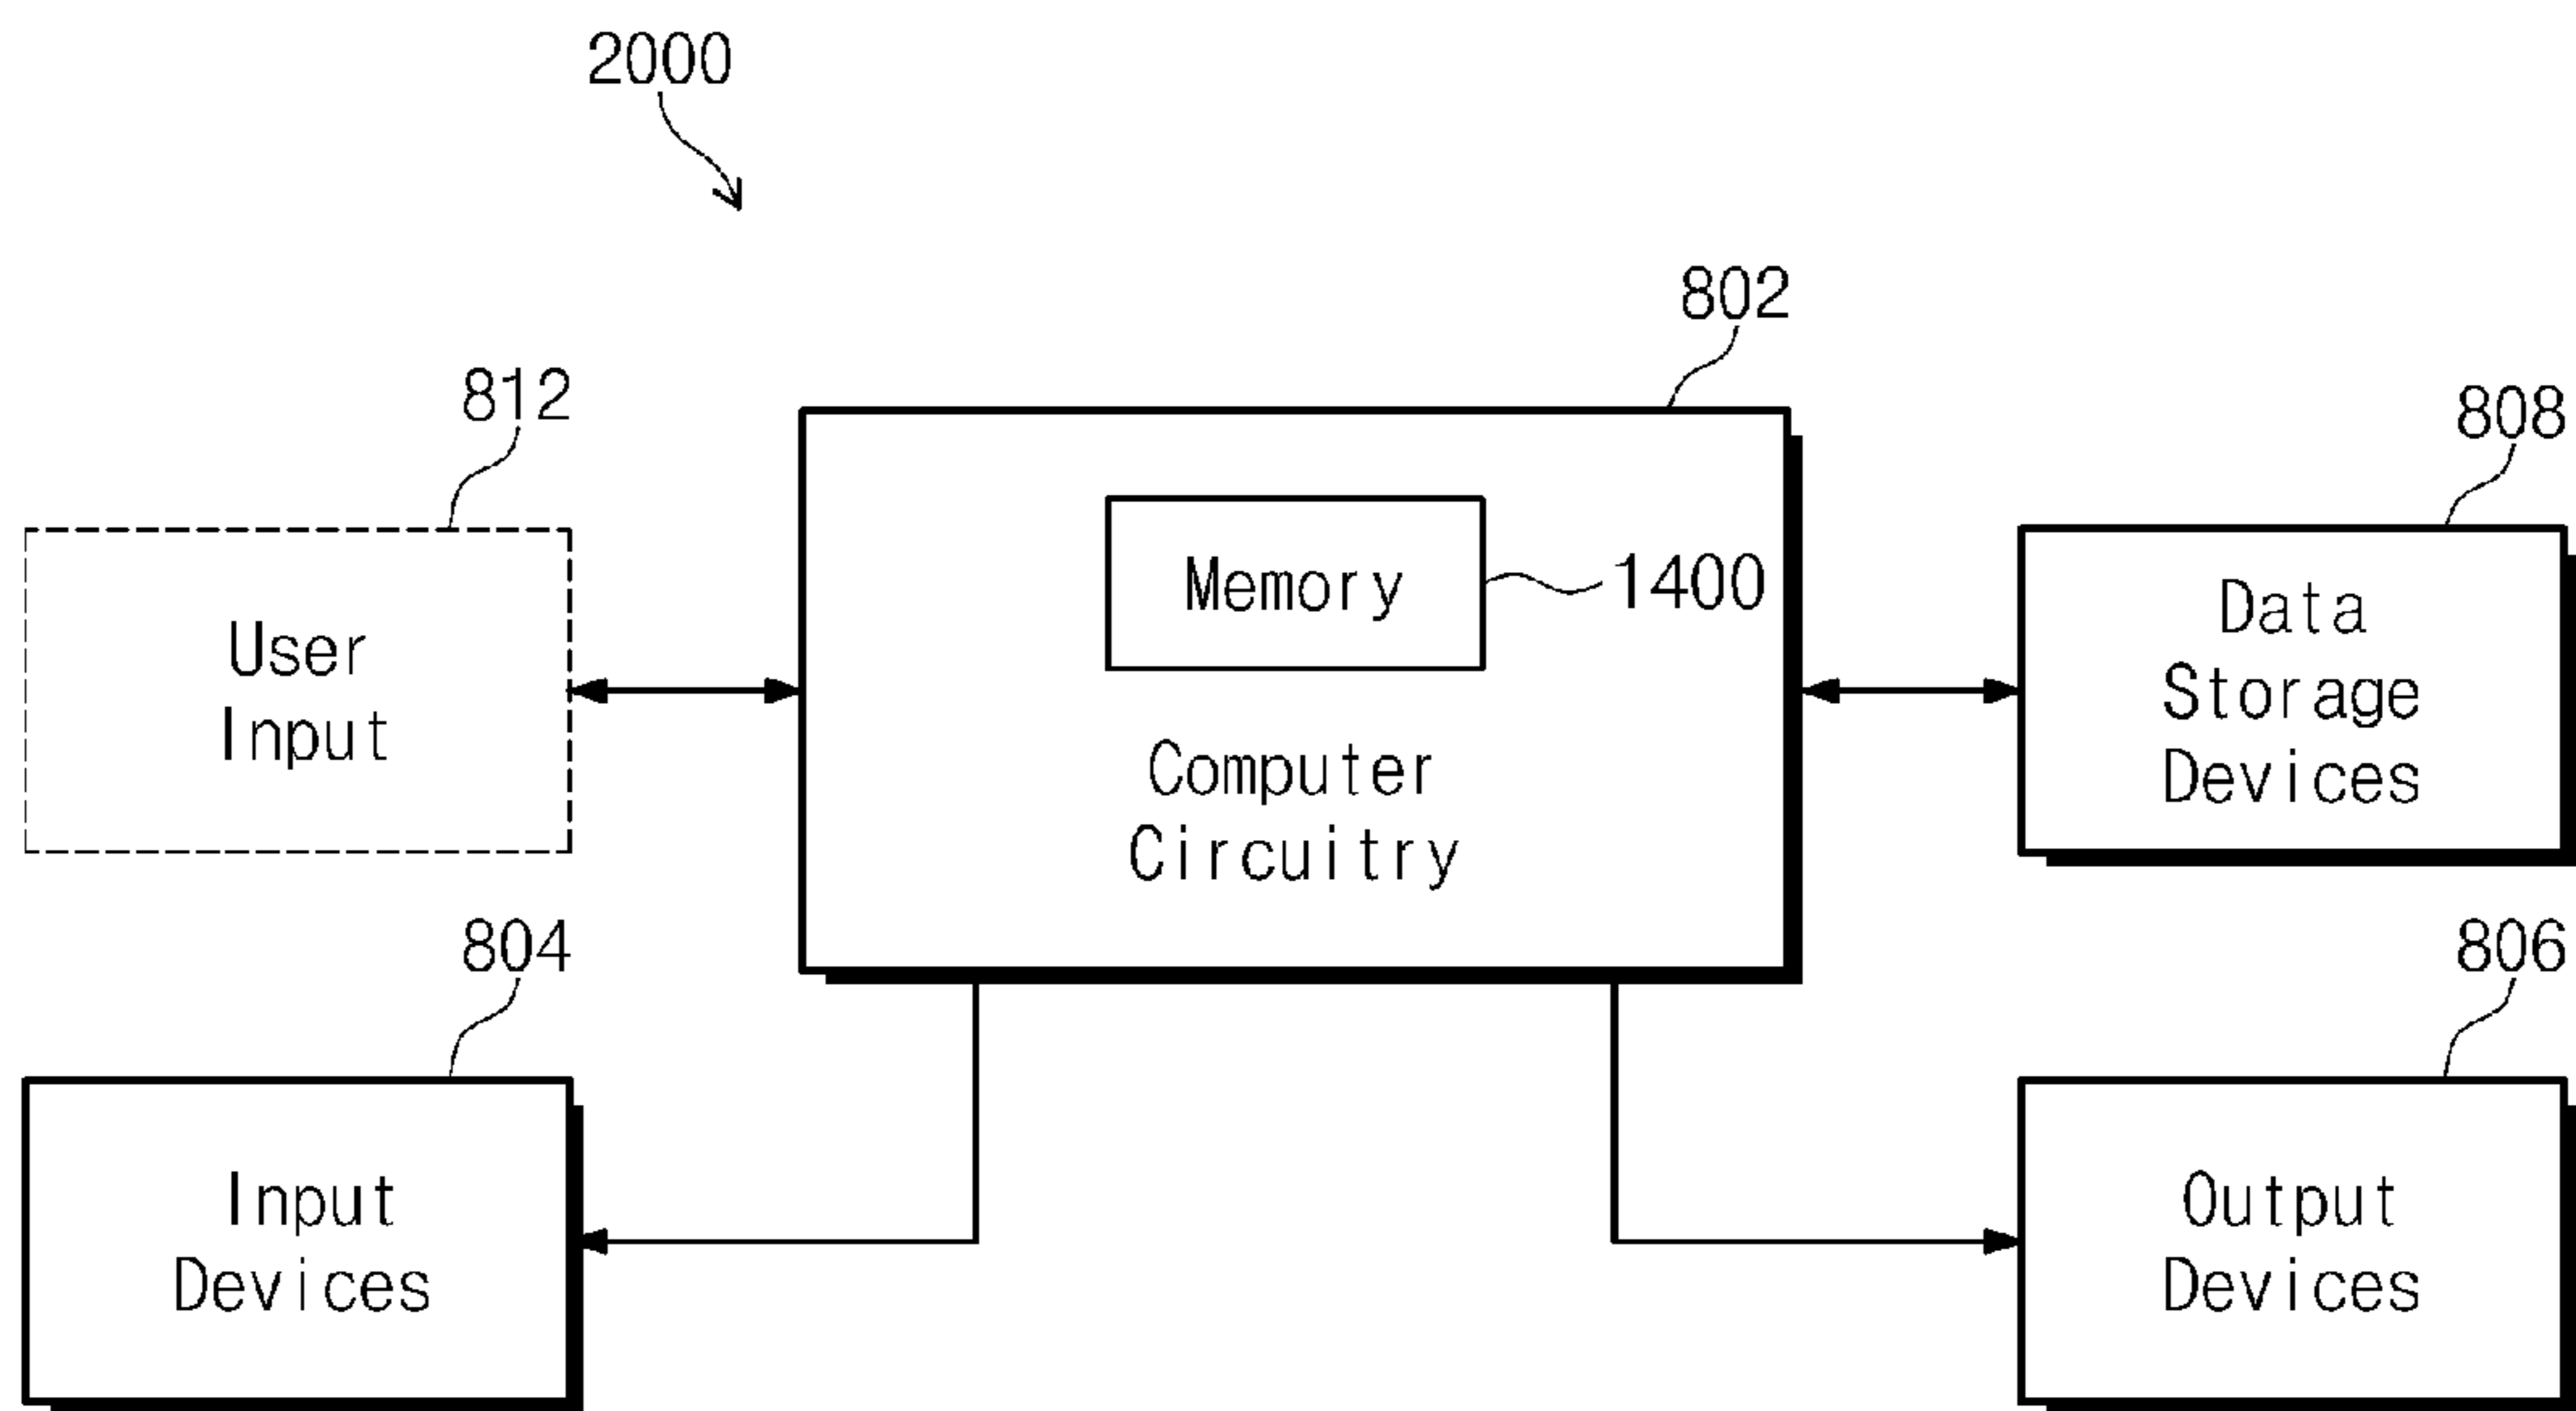 2000
802
812
808
Memory
1400
User
Input
Computer
Circuitry
Data
Storage
Devices
804
806
Input
Devices
Output
Devices